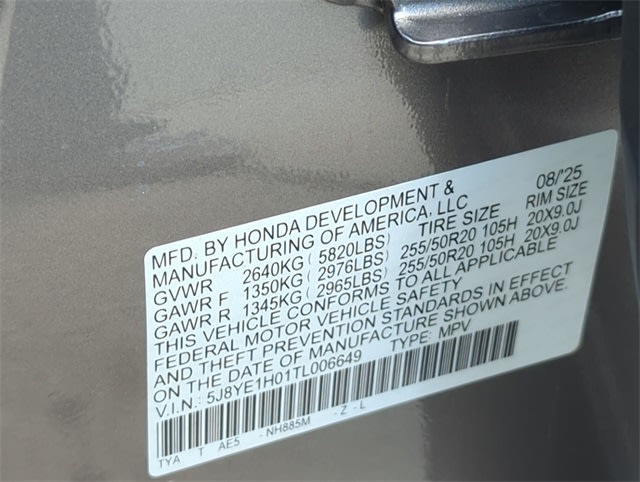 MFD. BY HONDA DEVELOPMENT & 08/'25
MANUFACTURING OF AMERICA, LLC TIRE SIZE RIM SIZE
GVWR 2640KG( 5820LBS)
GAWR F 1350KG( 2976LBS) 255/50R20 105H 20X9.0J
GAWR R 1345KG( 2965LBS) 255/50R20 105H 20X9.0J
THIS VEHICLE CONFORMS TO ALL APPLICABLE
FEDERAL MOTOR VEHICLE SAFETY
AND THEFT PREVENTION STANDARDS IN EFFECT
ON THE DATE OF MANUFACTURE SHOWN ABOVE.
V.I.N.: 5J8YE1H01TL006649 TYPE: MPV
TYA T AE5 -NH885M -Z-L